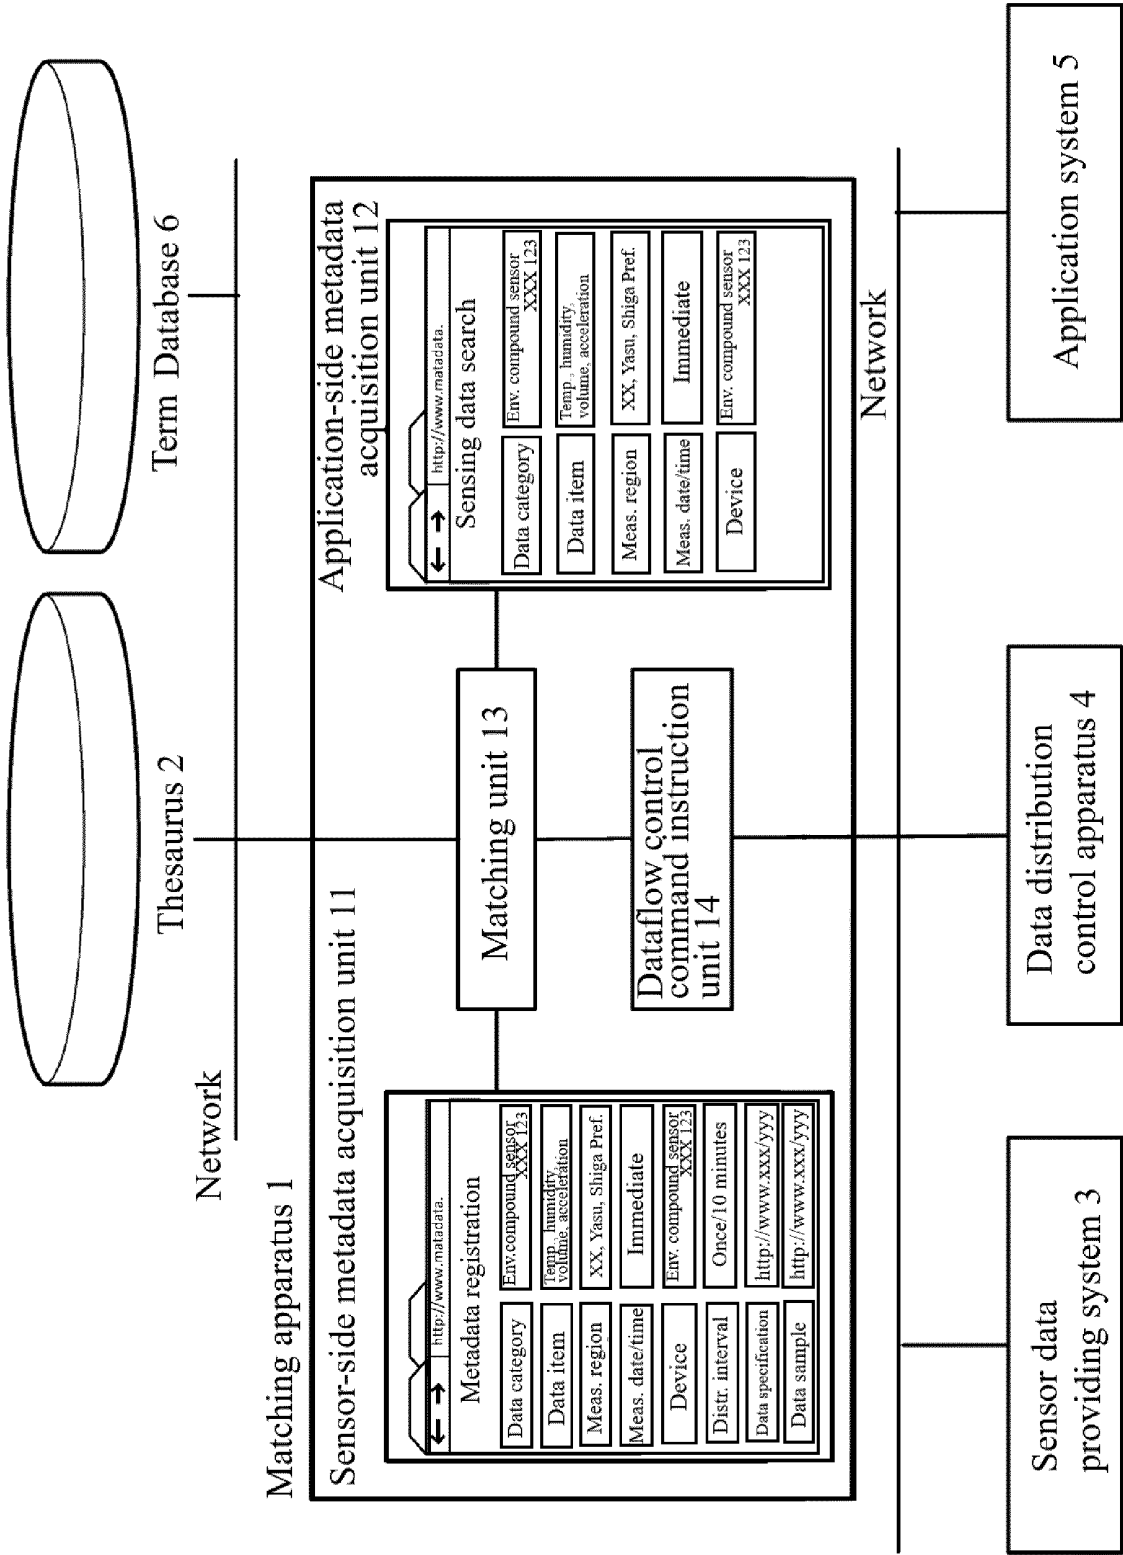 Thesaurus 2
Term Database 6
Network
Matching apparatus 1
Sensor-side metadata acquisition unit 11
http://www.matadata.
Metadata registration
Data category
Env.compound sensor
XXX 123
Data item
Temp., humidity,
volume, acceleration
Meas. region
XX, Yasu, Shiga Pref.
Meas. date/time
Immediate
Device
Env. compound sensor
XXX 123
Distr. interval
Once/10 minutes
Data specification
http://www.xxx/yyy
Data sample
http://www.xxx/yyy
Matching unit 13
Dataflow control
command instruction
unit 14
Application-side metadata
acquisition unit 12
http://www.matadata.
Sensing data search
Data category
Env. compound sensor
XXX 123
Data item
Temp., humidity,
volume, acceleration
Meas. region
XX, Yasu, Shiga Pref.
Meas. date/time
Immediate
Device
Env. compound sensor
XXX 123
Network
Sensor data
providing system 3
Data distribution
control apparatus 4
Application system 5